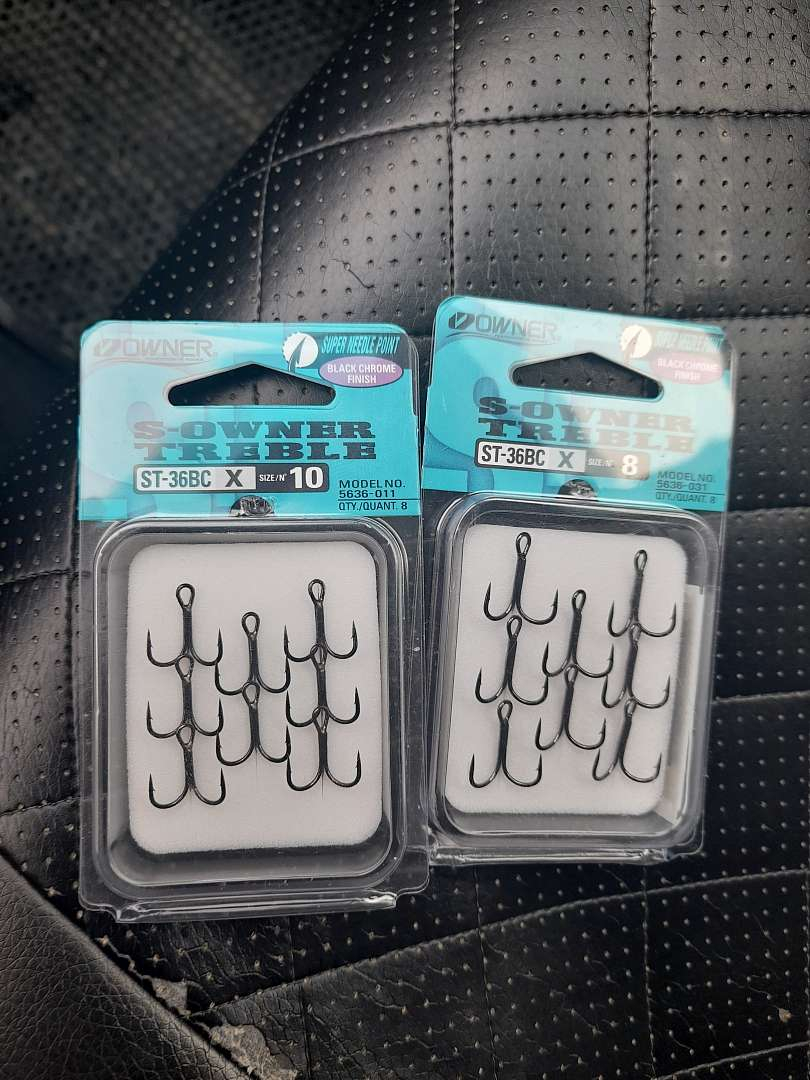 OWNER
SUPER NEEDLE POINT
BLACK CHROME
FINISH
S-OWNER
TREBLE
ST-36BC X SIZE/N° 10
MODEL NO.
5636-011
QTY./QUANT. 8
OWNER
SUPER NEEDLE POINT
BLACK CHROME
FINISH
S-OWNER
TREBLE
ST-36BC X SIZE/N° 8
MODEL NO.
5636-031
QTY./QUANT. 8